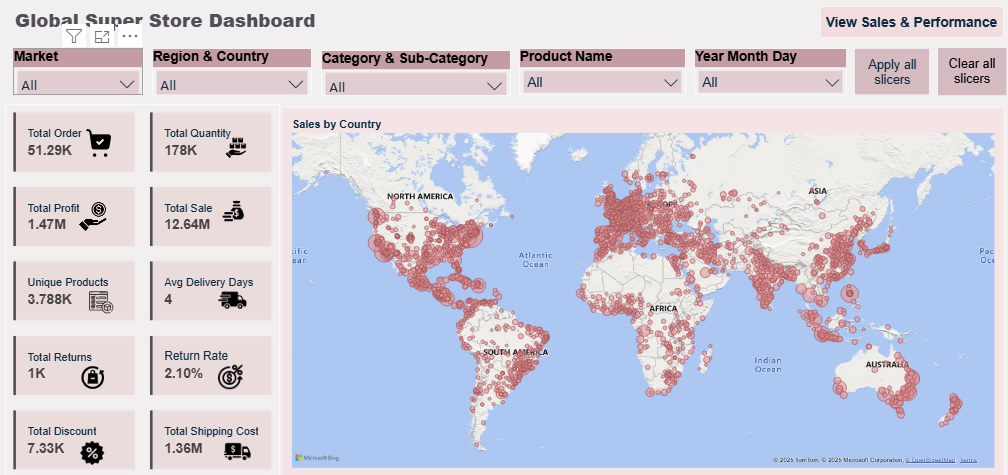 Global Super Store Dashboard
View Sales & Performance
Market
Region & Country
Category & Sub-Category
Product Name
Year Month Day
Apply all
slicers
Clear all
slicers
All
All
All
All
All
Total Order
51.29K
Total Quantity
178K
Total Profit
1.47M
Total Sale
12.64M
Unique Products
3.788K
Avg Delivery Days
4
Total Returns
1K
Return Rate
2.10%
Total Discount
7.33K
Total Shipping Cost
1.36M
Sales by Country
NORTH AMERICA
ASIA
Atlantic
Ocean
AFRICA
SOUTH AMERICA
Indian
Ocean
AUSTRALIA
Microsoft Bing
© 2025 TomTom, © 2025 Microsoft Corporation, © OpenStreetMap Terms